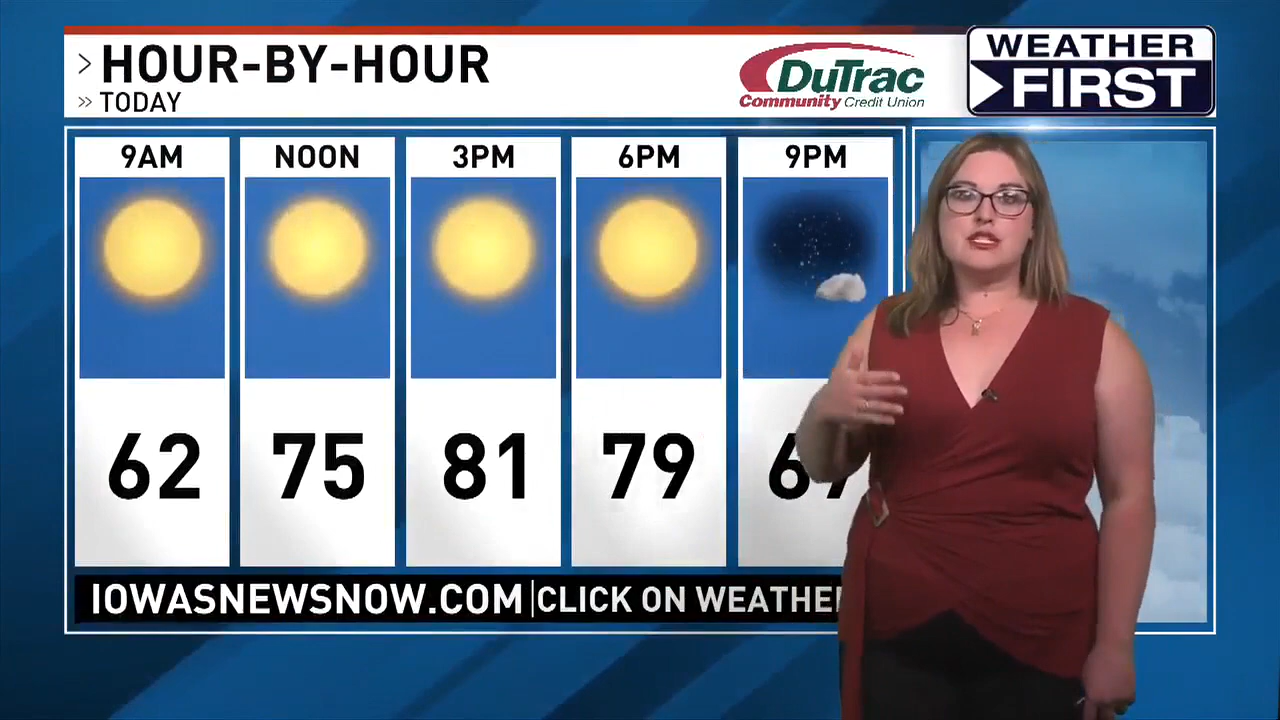 > HOUR-BY-HOUR
» TODAY
DuTrac
Community Credit Union
WEATHER
FIRST
9AM NOON 3PM 6PM 9PM
62 75 81 79
IOWASNEWSNOW.COM | CLICK ON WEATHE